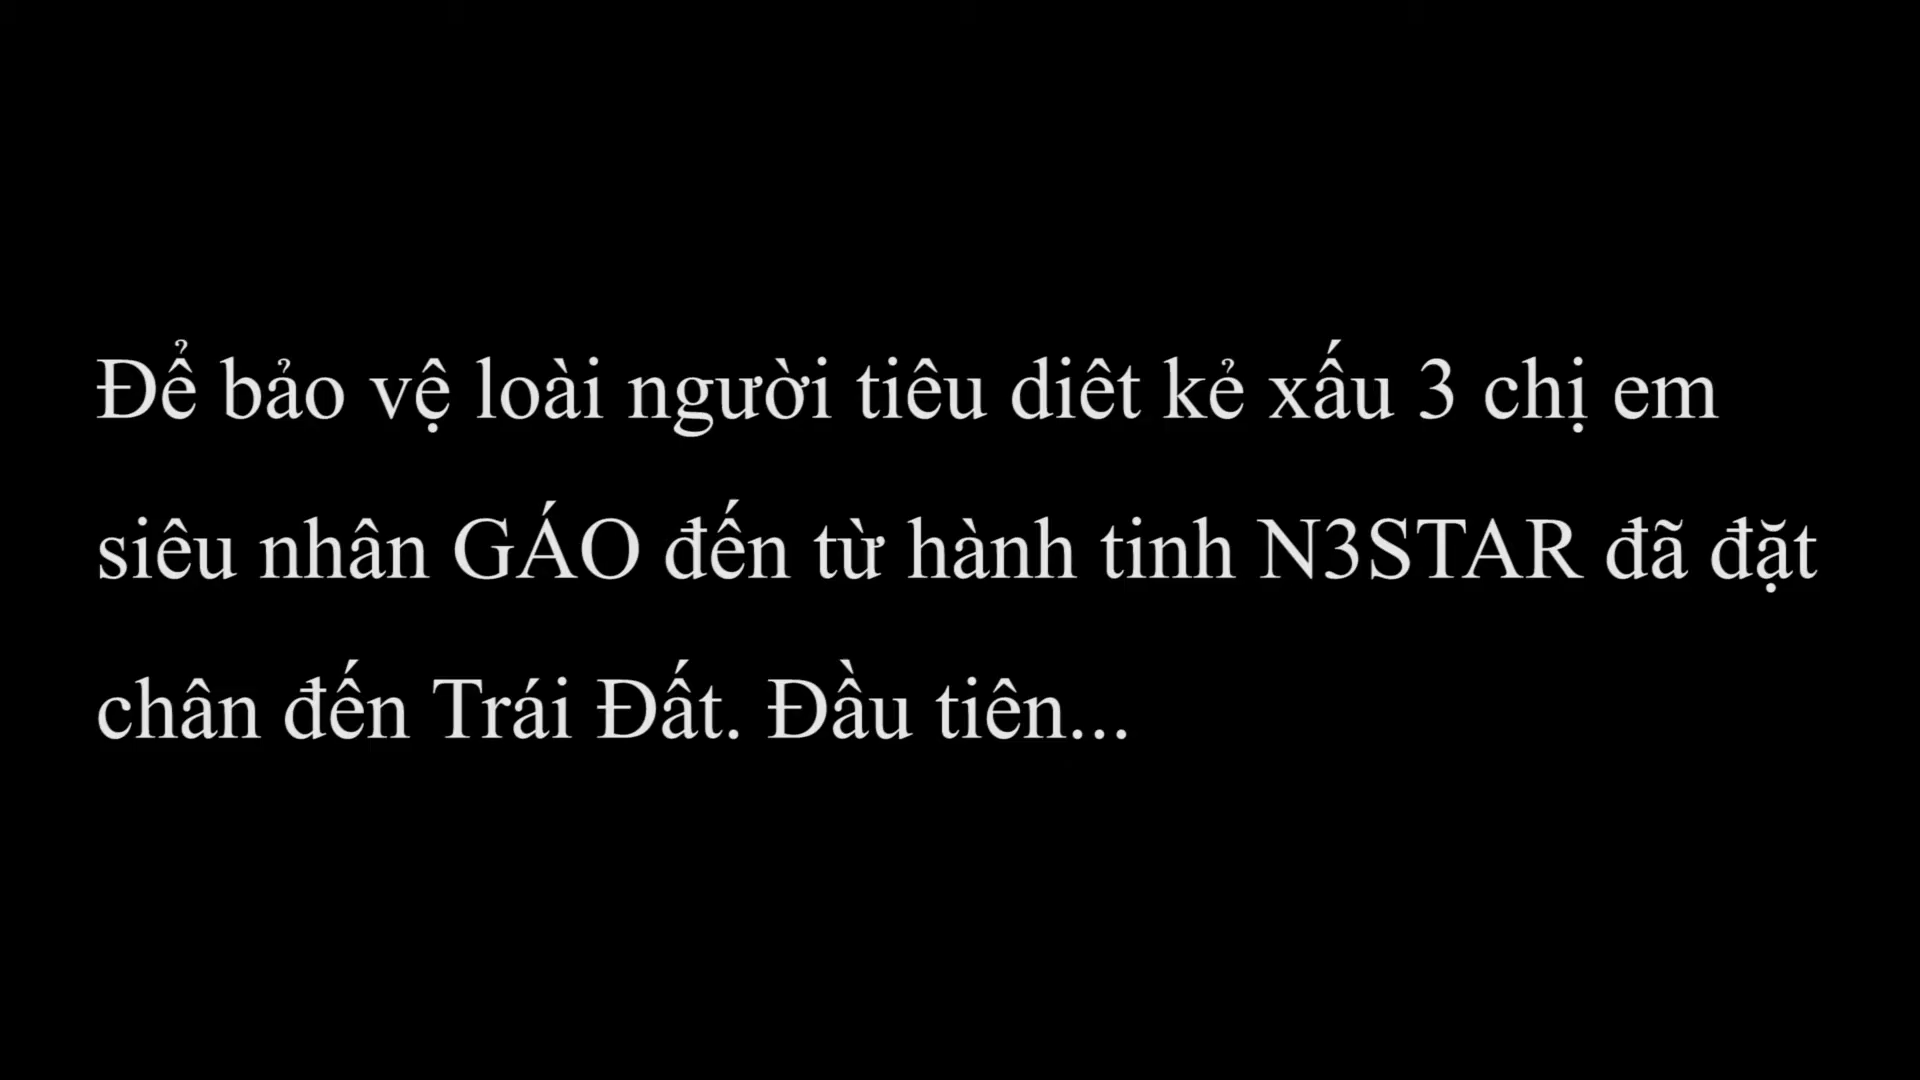 Để bảo vệ loài người tiêu diêt kẻ xấu 3 chị em
siêu nhân GÁO đến từ hành tinh N3STAR đã đặt
chân đến Trái Đất. Đầu tiên...